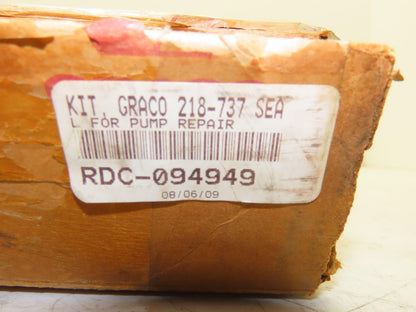 KIT, GRACO 218-737 SEA
L FOR PUMP REPAIR
RDC-094949
08/06/09